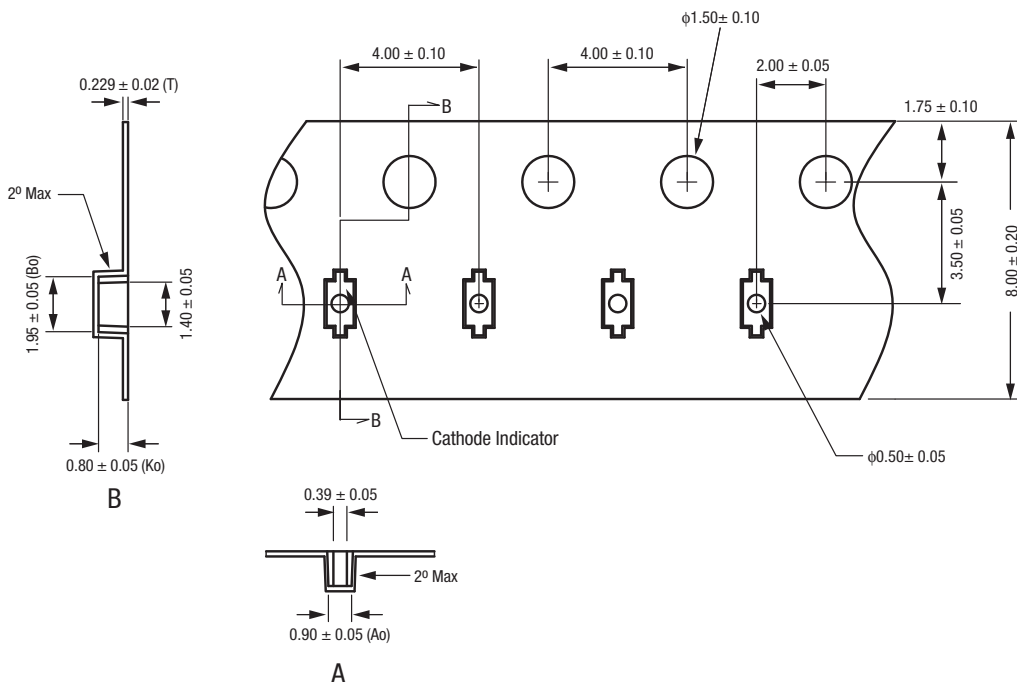 ϕ1.50± 0.10
4.00 ± 0.10
4.00 ± 0.10
2.00 ± 0.05
0.229 ± 0.02 (T)
1.75 ± 0.10
B
2º Max
3.50 ± 0.05
8.00 ± 0.20
1.95 ± 0.05 (Bo)
1.40 ± 0.05
A
A
B
Cathode Indicator
ϕ0.50± 0.05
0.80 ± 0.05 (Ko)
B
0.39 ± 0.05
2º Max
0.90 ± 0.05 (Ao)
A